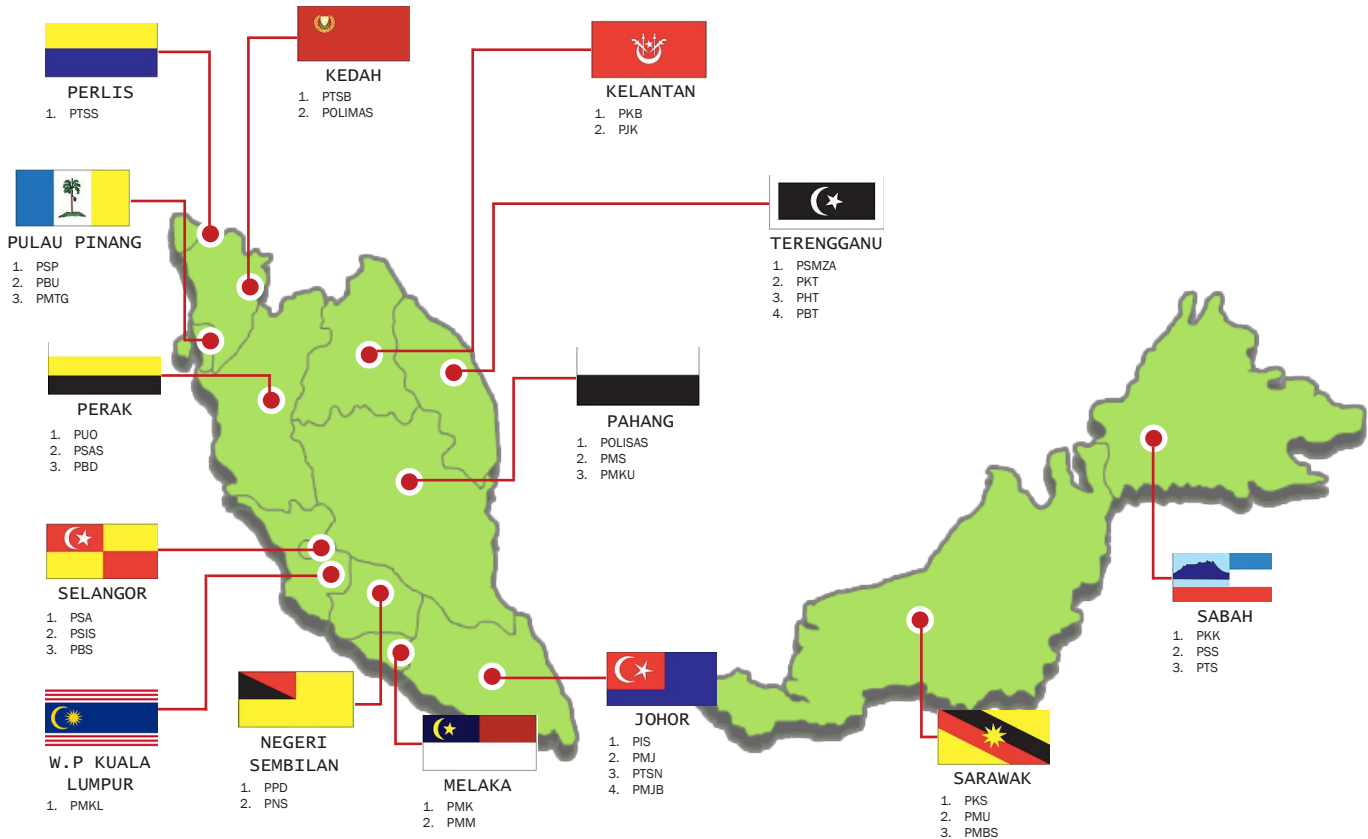 PERLIS
1. PTSS
KEDAH
1. PTSB
2. POLIMAS
KELANTAN
1. PKB
2. PJK
PULAU PINANG
1. PSP
2. PBU
3. PMTG
TERENGGANU
1. PSMZA
2. PKT
3. PHT
4. PBT
PERAK
1. PUO
2. PSAS
3. PBD
PAHANG
1. POLISAS
2. PMS
3. PMKU
SELANGOR
1. PSA
2. PSIS
3. PBS
SABAH
1. PKK
2. PSS
3. PTS
W.P KUALA
LUMPUR
1. PMKL
NEGERI
SEMBILAN
1. PPD
2. PNS
MELAKA
1. PMK
2. PMM
JOHOR
1. PIS
2. PMJ
3. PTSN
4. PMJB
SARAWAK
1. PKS
2. PMU
3. PMBS